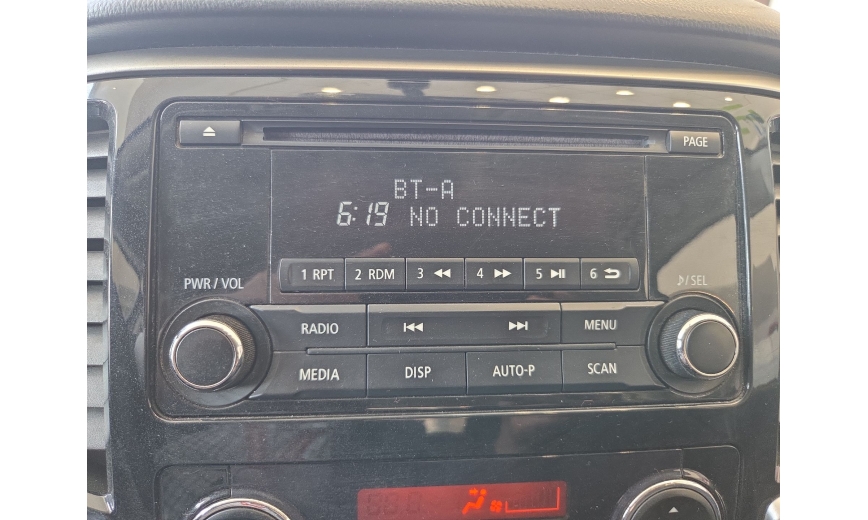 PAGE
BT-A
6:19 NO CONNECT
1 RPT 2 RDM 3 4 5 6
PWR / VOL
♪/SEL
RADIO MENU
MEDIA DISP AUTO-P SCAN